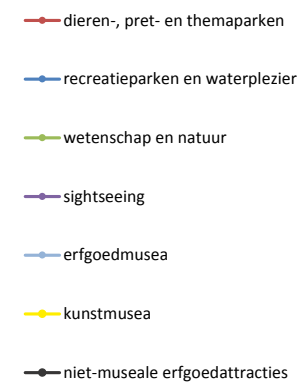 dieren-, pret- en themaparken
recreatieparken en waterplezier
wetenschap en natuur
sightseeing
erfgoedmusea
kunstmusea
niet-museale erfgoedattracties